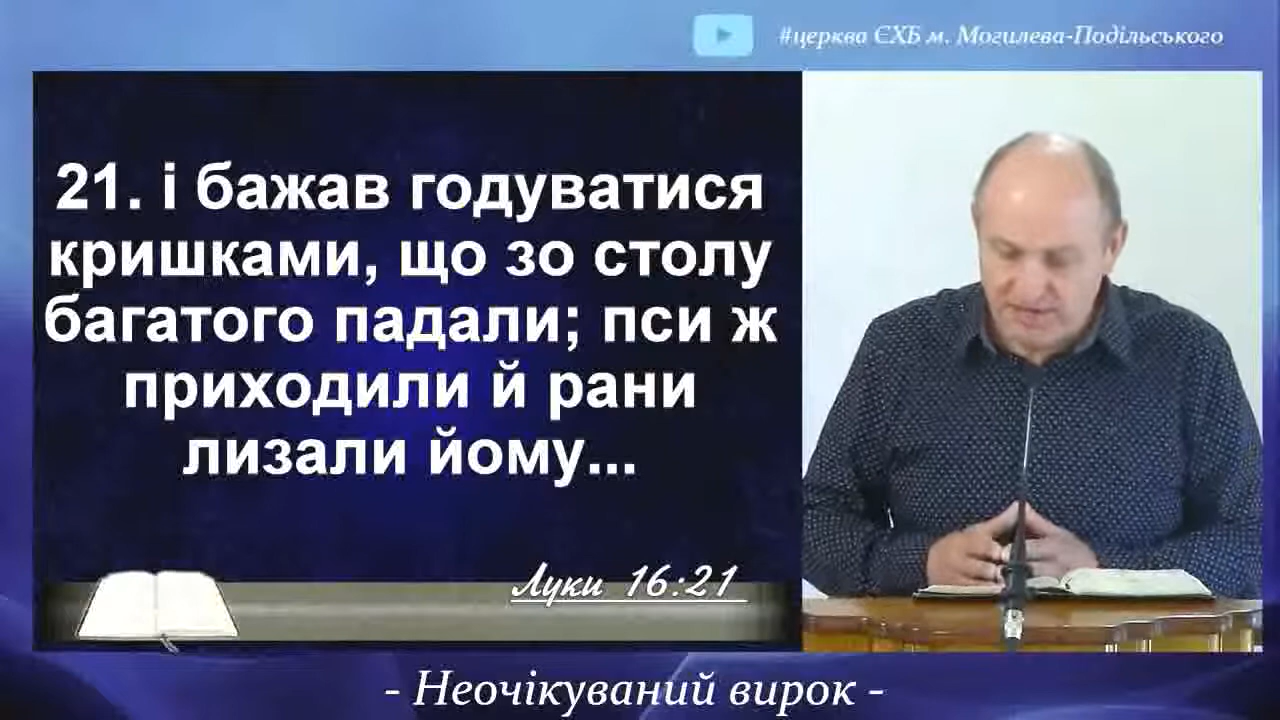 #церква ЄХБ м. Могилева-Подільського
21. і бажав годуватися
кришками, що зо столу
багатого падали; пси ж
приходили й рани
лизали йому...
Луки 16:21
- Неочікуваний вирок -